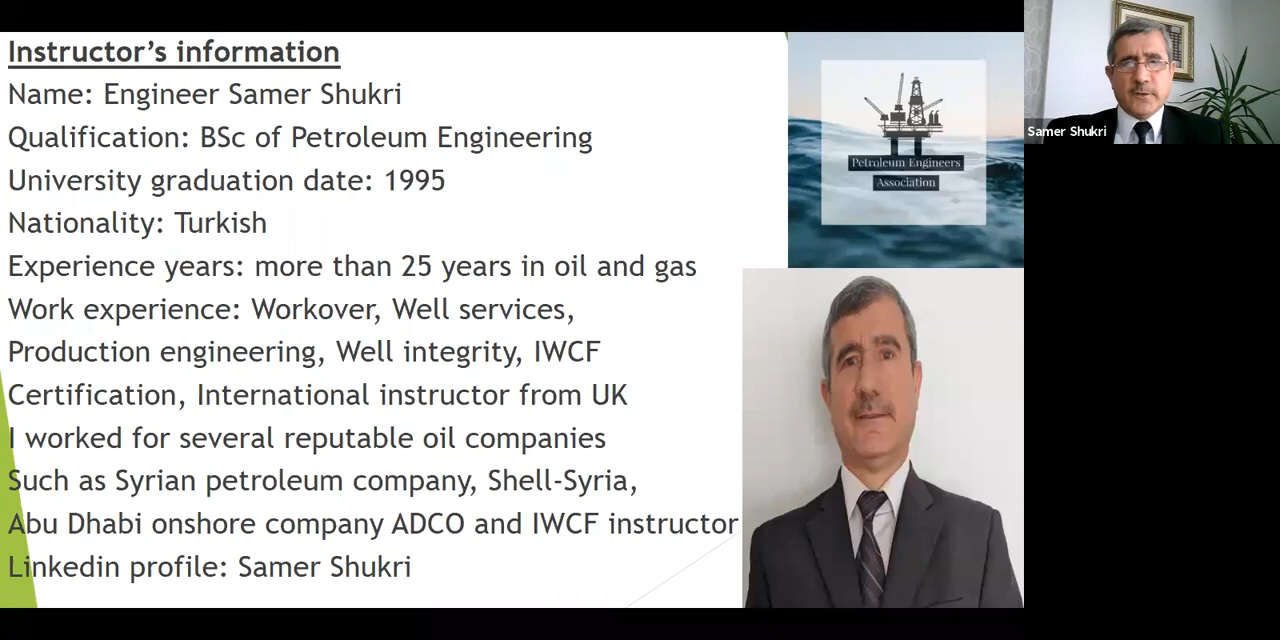 Instructor’s information
Name: Engineer Samer Shukri
Qualification: BSc of Petroleum Engineering
University graduation date: 1995
Nationality: Turkish
Experience years: more than 25 years in oil and gas
Work experience: Workover, Well services,
Production engineering, Well integrity, IWCF
Certification, International instructor from UK
I worked for several reputable oil companies
Such as Syrian petroleum company, Shell-Syria,
Abu Dhabi onshore company ADCO and IWCF instructor
Linkedin profile: Samer Shukri
Petroleum Engineers
Association
Samer Shukri